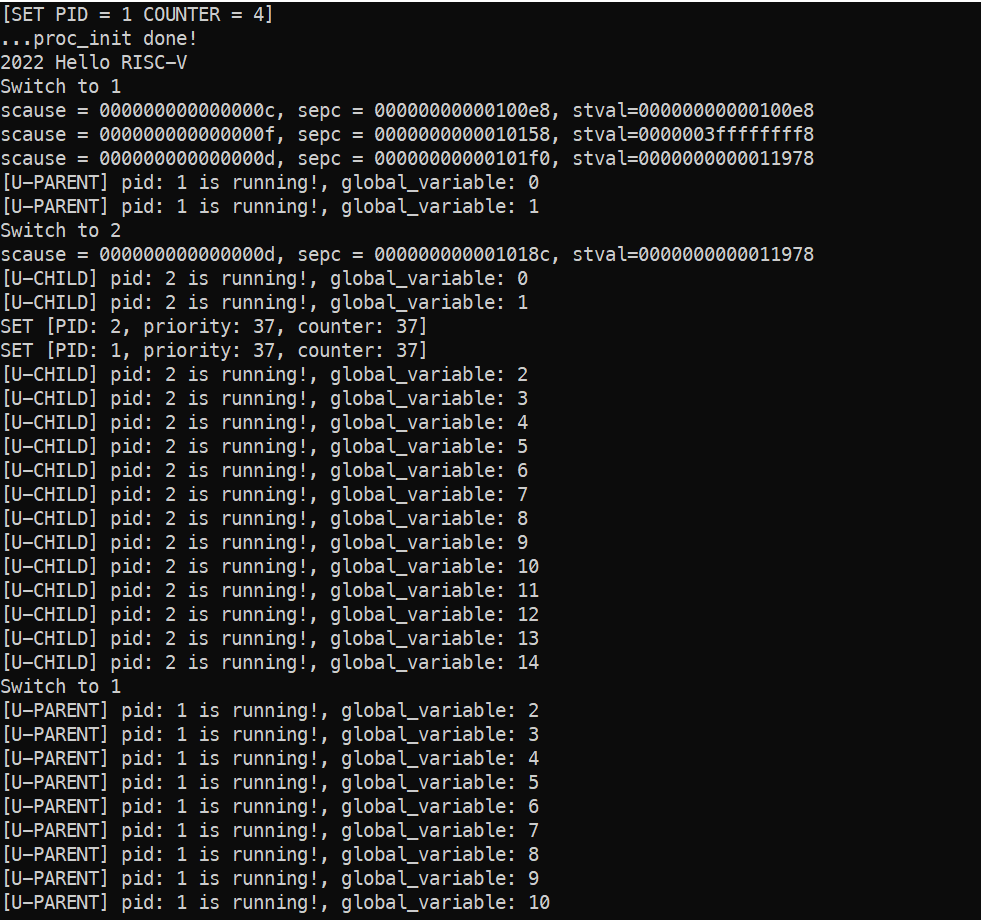 [SET PID = 1 COUNTER = 4]
...proc_init done!
2022 Hello RISC-V
Switch to 1
scause = 000000000000000c, sepc = 00000000000100e8, stval=00000000000100e8
scause = 000000000000000f, sepc = 0000000000010158, stval=0000003ffffffff8
scause = 000000000000000d, sepc = 00000000000101f0, stval=0000000000011978
[U-PARENT] pid: 1 is running!, global_variable: 0
[U-PARENT] pid: 1 is running!, global_variable: 1
Switch to 2
scause = 000000000000000d, sepc = 000000000001018c, stval=0000000000011978
[U-CHILD] pid: 2 is running!, global_variable: 0
[U-CHILD] pid: 2 is running!, global_variable: 1
SET [PID: 2, priority: 37, counter: 37]
SET [PID: 1, priority: 37, counter: 37]
[U-CHILD] pid: 2 is running!, global_variable: 2
[U-CHILD] pid: 2 is running!, global_variable: 3
[U-CHILD] pid: 2 is running!, global_variable: 4
[U-CHILD] pid: 2 is running!, global_variable: 5
[U-CHILD] pid: 2 is running!, global_variable: 6
[U-CHILD] pid: 2 is running!, global_variable: 7
[U-CHILD] pid: 2 is running!, global_variable: 8
[U-CHILD] pid: 2 is running!, global_variable: 9
[U-CHILD] pid: 2 is running!, global_variable: 10
[U-CHILD] pid: 2 is running!, global_variable: 11
[U-CHILD] pid: 2 is running!, global_variable: 12
[U-CHILD] pid: 2 is running!, global_variable: 13
[U-CHILD] pid: 2 is running!, global_variable: 14
Switch to 1
[U-PARENT] pid: 1 is running!, global_variable: 2
[U-PARENT] pid: 1 is running!, global_variable: 3
[U-PARENT] pid: 1 is running!, global_variable: 4
[U-PARENT] pid: 1 is running!, global_variable: 5
[U-PARENT] pid: 1 is running!, global_variable: 6
[U-PARENT] pid: 1 is running!, global_variable: 7
[U-PARENT] pid: 1 is running!, global_variable: 8
[U-PARENT] pid: 1 is running!, global_variable: 9
[U-PARENT] pid: 1 is running!, global_variable: 10